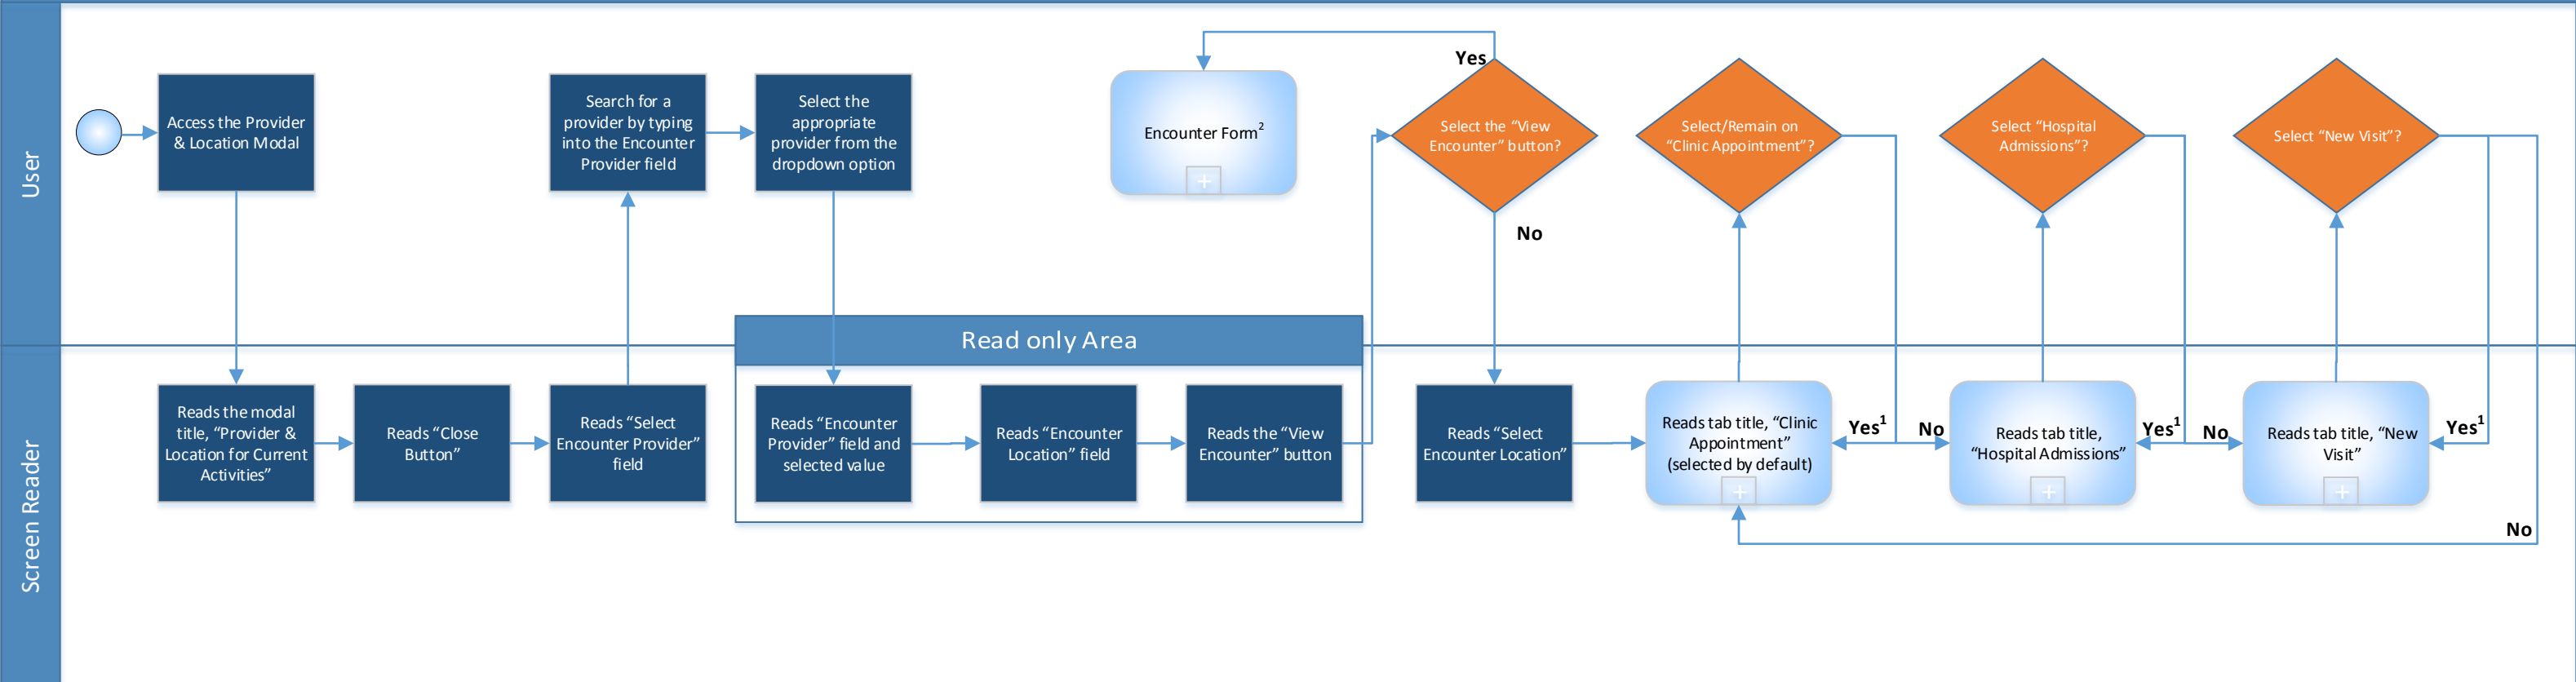 User
Access the Provider
& Location Modal
Search for a
provider by typing
into the Encounter
Provider field
Select the
appropriate
provider from the
dropdown option
Encounter Form²
Yes
Select the “View
Encounter” button?
No
Select/Remain on
“Clinic Appointment”?
Select “Hospital
Admissions”?
Select “New Visit”?
Read only Area
Screen Reader
Reads the modal
title, “Provider &
Location for Current
Activities”
Reads “Close
Button”
Reads “Select
Encounter Provider”
field
Reads “Encounter
Provider” field and
selected value
Reads “Encounter
Location” field
Reads the “View
Encounter” button
Reads “Select
Encounter Location”
Reads tab title, “Clinic
Appointment”
(selected by default)
Yes¹
No
Reads tab title,
“Hospital Admissions”
Yes¹
No
Reads tab title, “New
Visit”
Yes¹
No